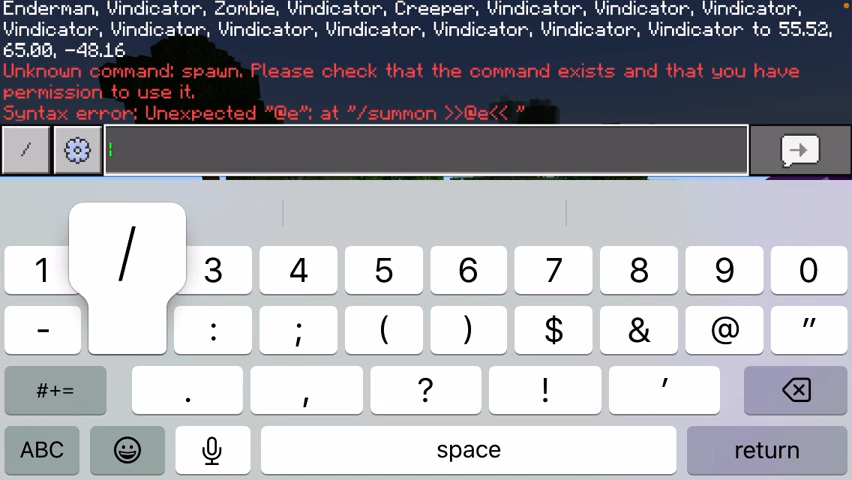 Enderman, Vindicator, Zombie, Vindicator, Creeper, Vindicator, Vindicator, Vindicator,
Vindicator, Vindicator, Vindicator, Vindicator, Vindicator, Vindicator to 55.52,
65.00, -48.16
Unknown command: spawn. Please check that the command exists and that you have
permission to use it.
Syntax error: Unexpected "@e": at "/summon >>@e<< "
/
/
1 3 4 5 6 7 8 9 0
- : ; ( ) $ & @ "
#+= . , ? ! '
ABC space return